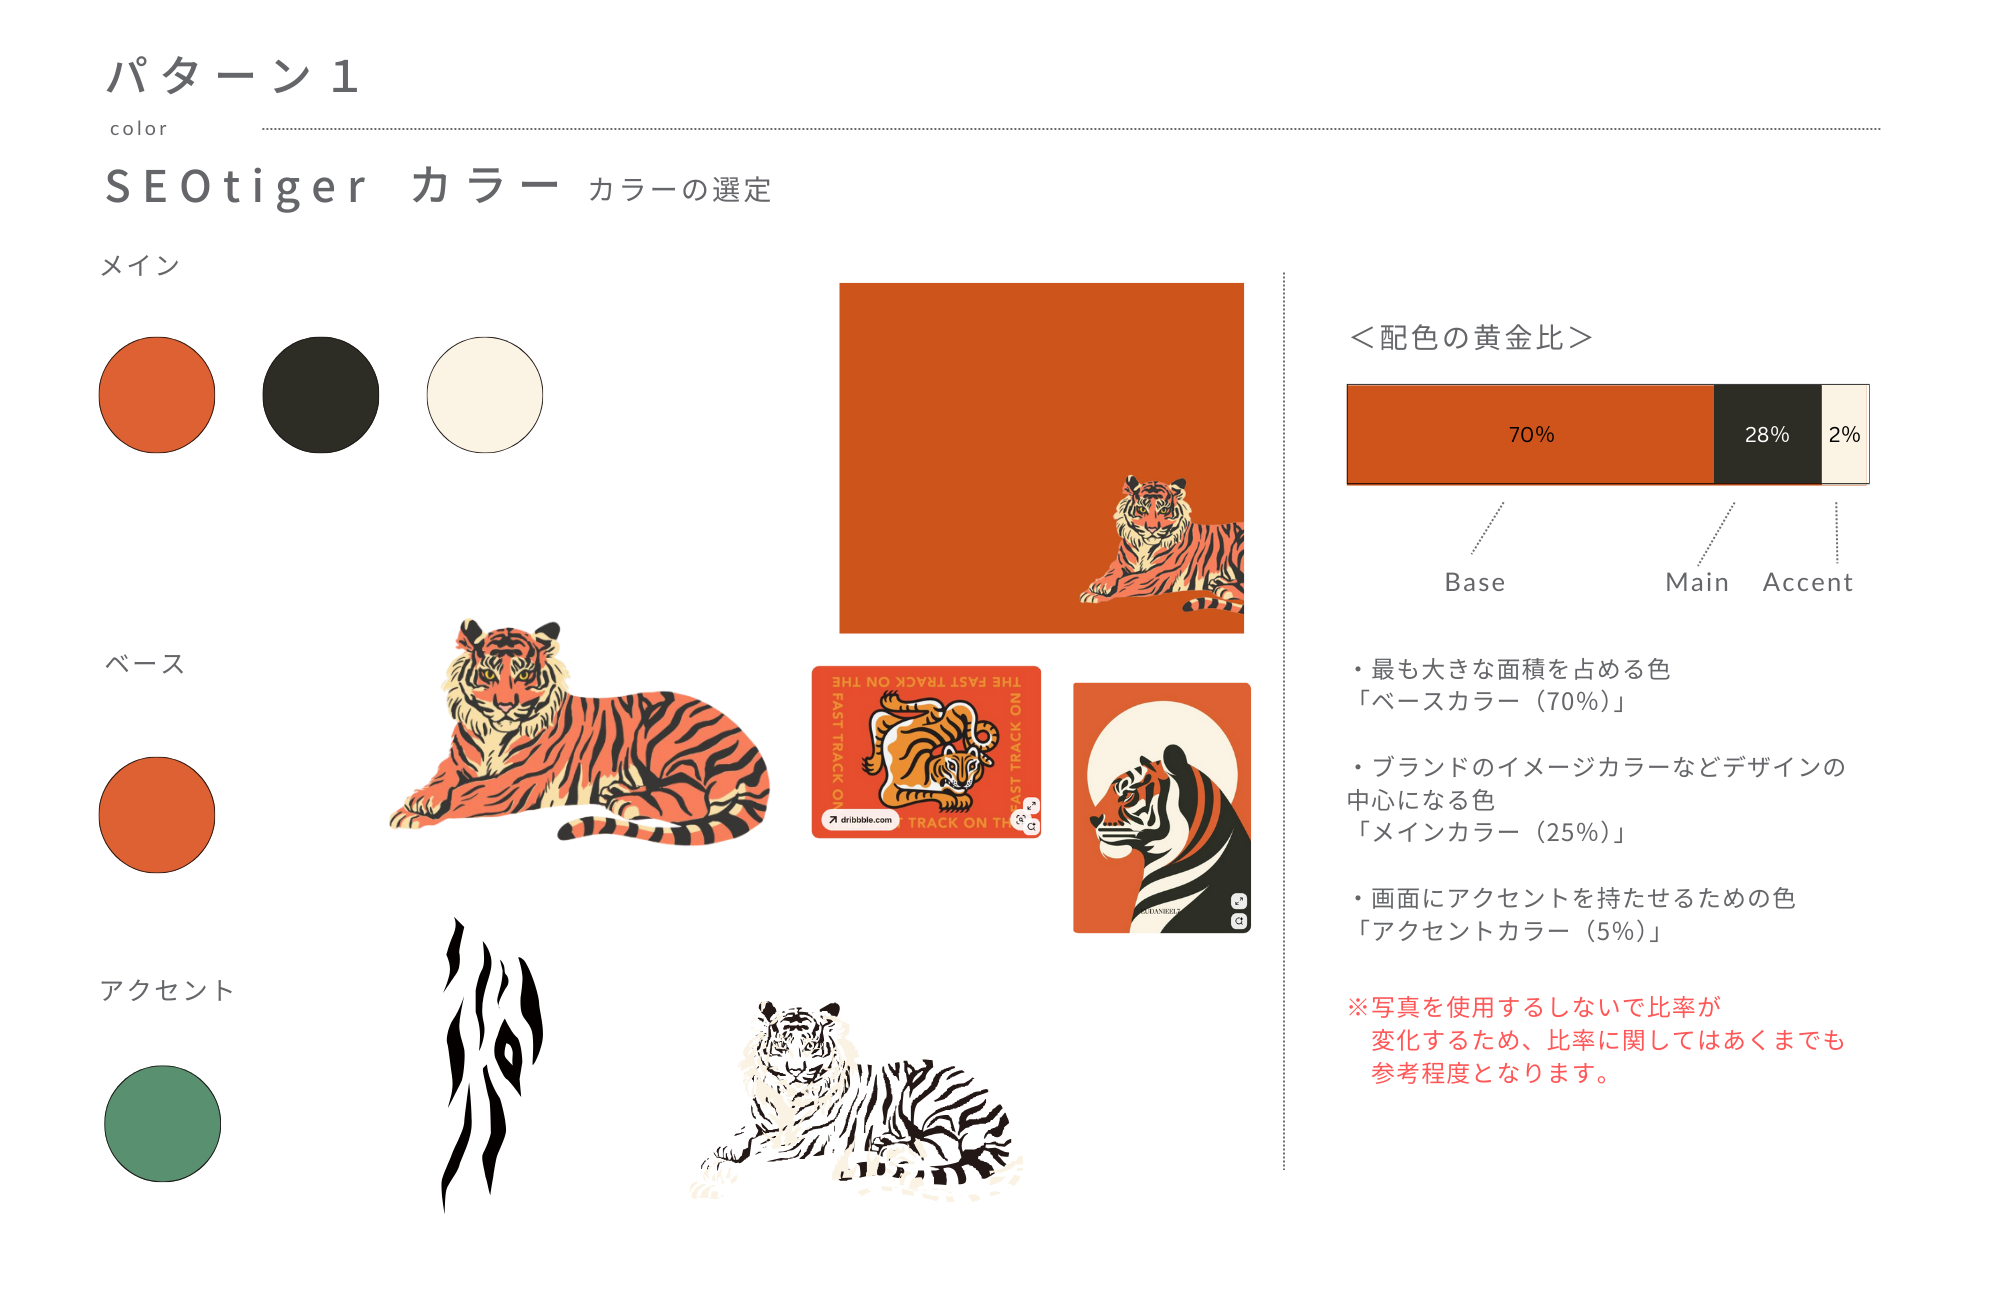 パターン１
color
SEOtiger カラー カラーの選定
メイン
ベース
アクセント
THE FAST TRACK ON THE
FAST TRACK ON
FAST TRACK ON
T TRACK ON TH
dribbble.com
＜配色の黄金比＞
70%
28%
2%
Base
Main
Accent
・最も大きな面積を占める色
「ベースカラー（70%）」
・ブランドのイメージカラーなどデザインの
中心になる色
「メインカラー（25%）」
・画面にアクセントを持たせるための色
「アクセントカラー（5%）」
※写真を使用するしないで比率が
変化するため、比率に関してはあくまでも
参考程度となります。